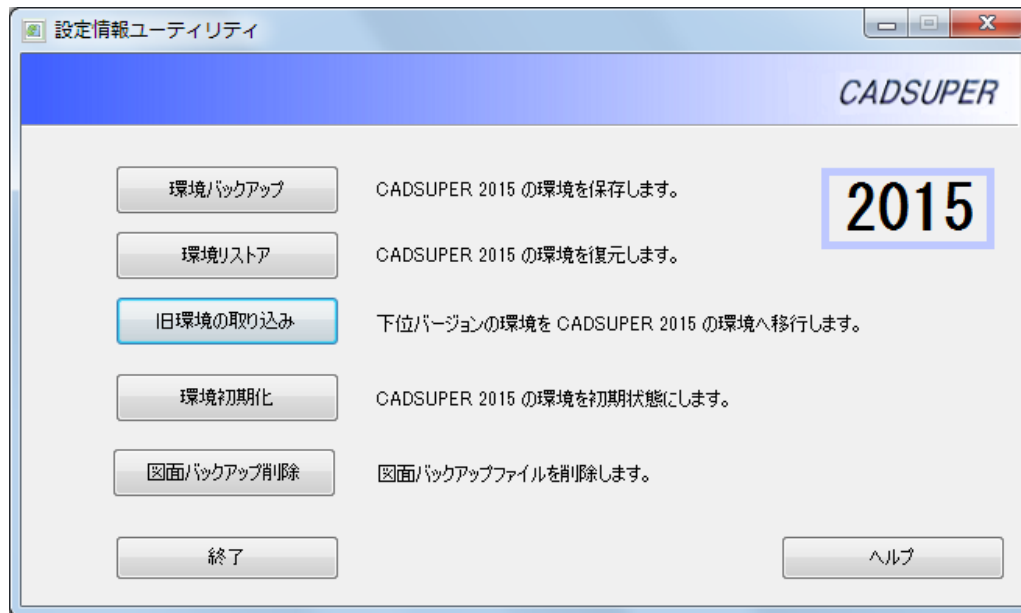 設定情報ユーティリティ
CADSUPER
環境バックアップ
CADSUPER 2015 の環境を保存します。
2015
環境リストア
CADSUPER 2015 の環境を復元します。
旧環境の取り込み
下位バージョンの環境を CADSUPER 2015 の環境へ移行します。
環境初期化
CADSUPER 2015 の環境を初期状態にします。
図面バックアップ削除
図面バックアップファイルを削除します。
終了
ヘルプ